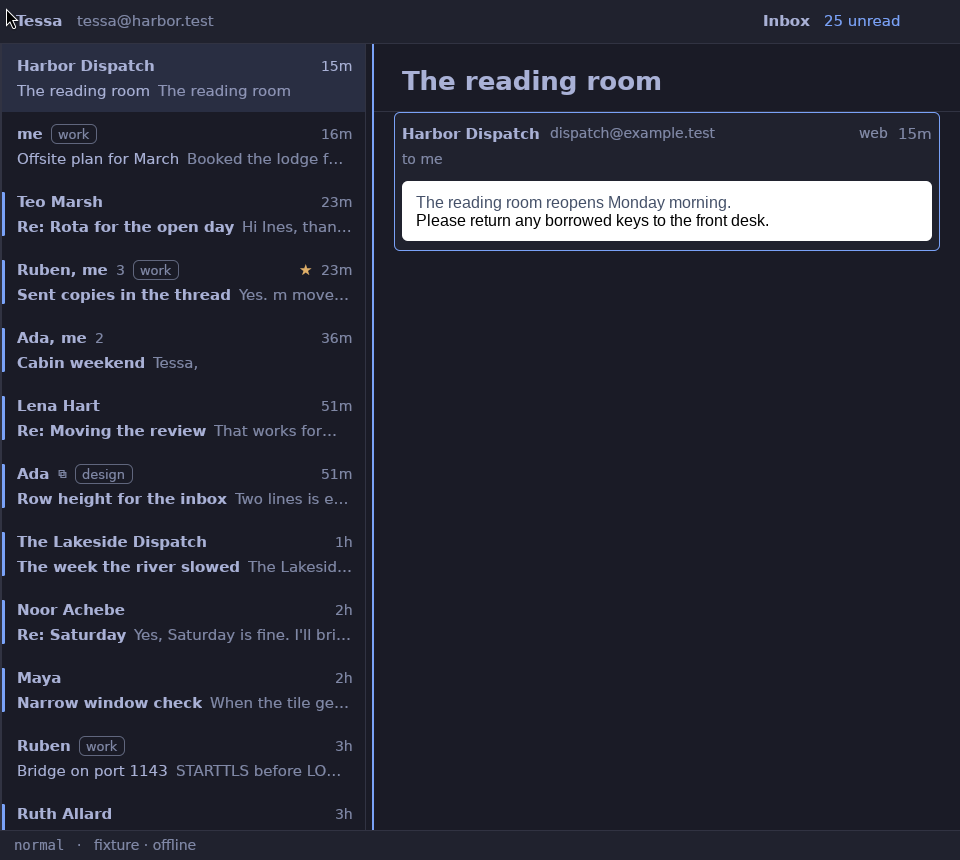 Tessa tessa@harbor.test Inbox 25 unread
Harbor Dispatch 15m
The reading room The reading room
me work 16m
Offsite plan for March Booked the lodge f…
Teo Marsh 23m
Re: Rota for the open day Hi Ines, than…
Ruben, me 3 work ★ 23m
Sent copies in the thread Yes. m move…
Ada, me 2 36m
Cabin weekend Tessa,
Lena Hart 51m
Re: Moving the review That works for…
Ada design 51m
Row height for the inbox Two lines is e…
The Lakeside Dispatch 1h
The week the river slowed The Lakesid…
Noor Achebe 2h
Re: Saturday Yes, Saturday is fine. I'll bri…
Maya 2h
Narrow window check When the tile ge…
Ruben work 3h
Bridge on port 1143 STARTTLS before LO…
Ruth Allard 3h
The reading room
Harbor Dispatch dispatch@example.test web 15m
to me
The reading room reopens Monday morning.
Please return any borrowed keys to the front desk.
normal · fixture · offline